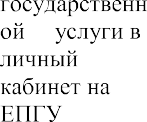 государственн
ой услуги в
личный
кабинет на
ЕПГУ